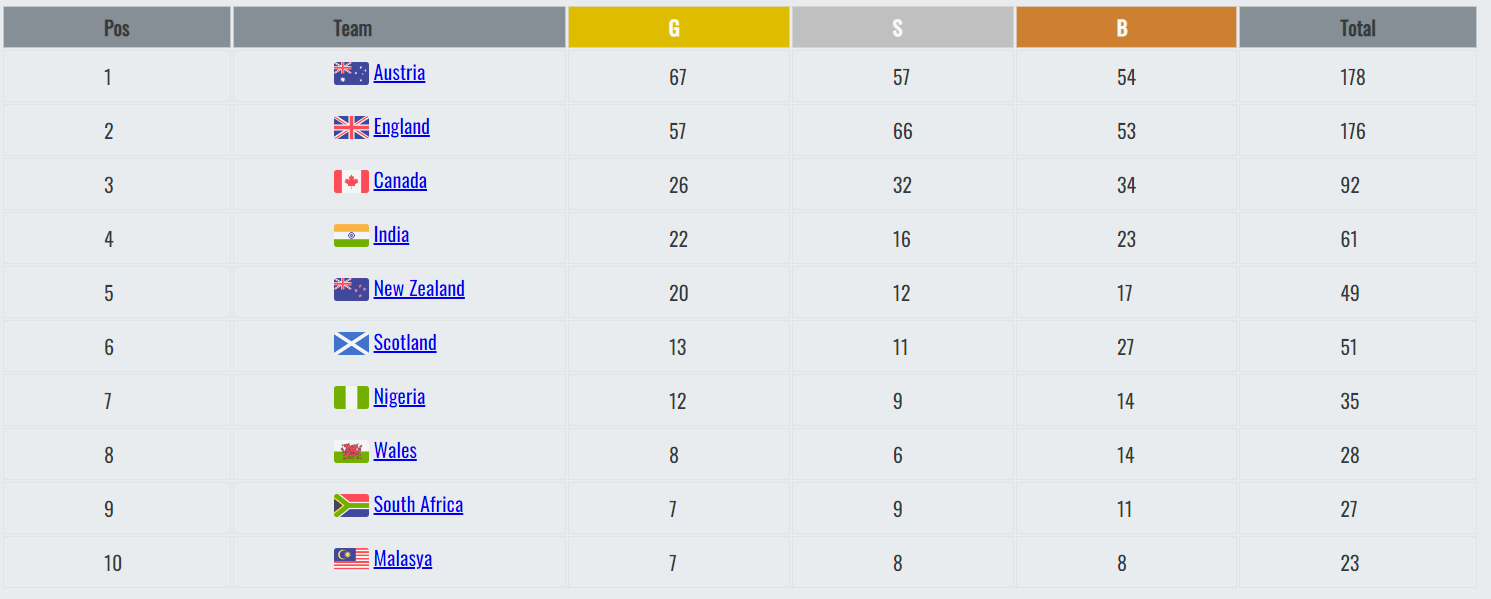 Pos Team G S B Total
1 Austria 67 57 54 178
2 England 57 66 53 176
3 Canada 26 32 34 92
4 India 22 16 23 61
5 New Zealand 20 12 17 49
6 Scotland 13 11 27 51
7 Nigeria 12 9 14 35
8 Wales 8 6 14 28
9 South Africa 7 9 11 27
10 Malasya 7 8 8 23